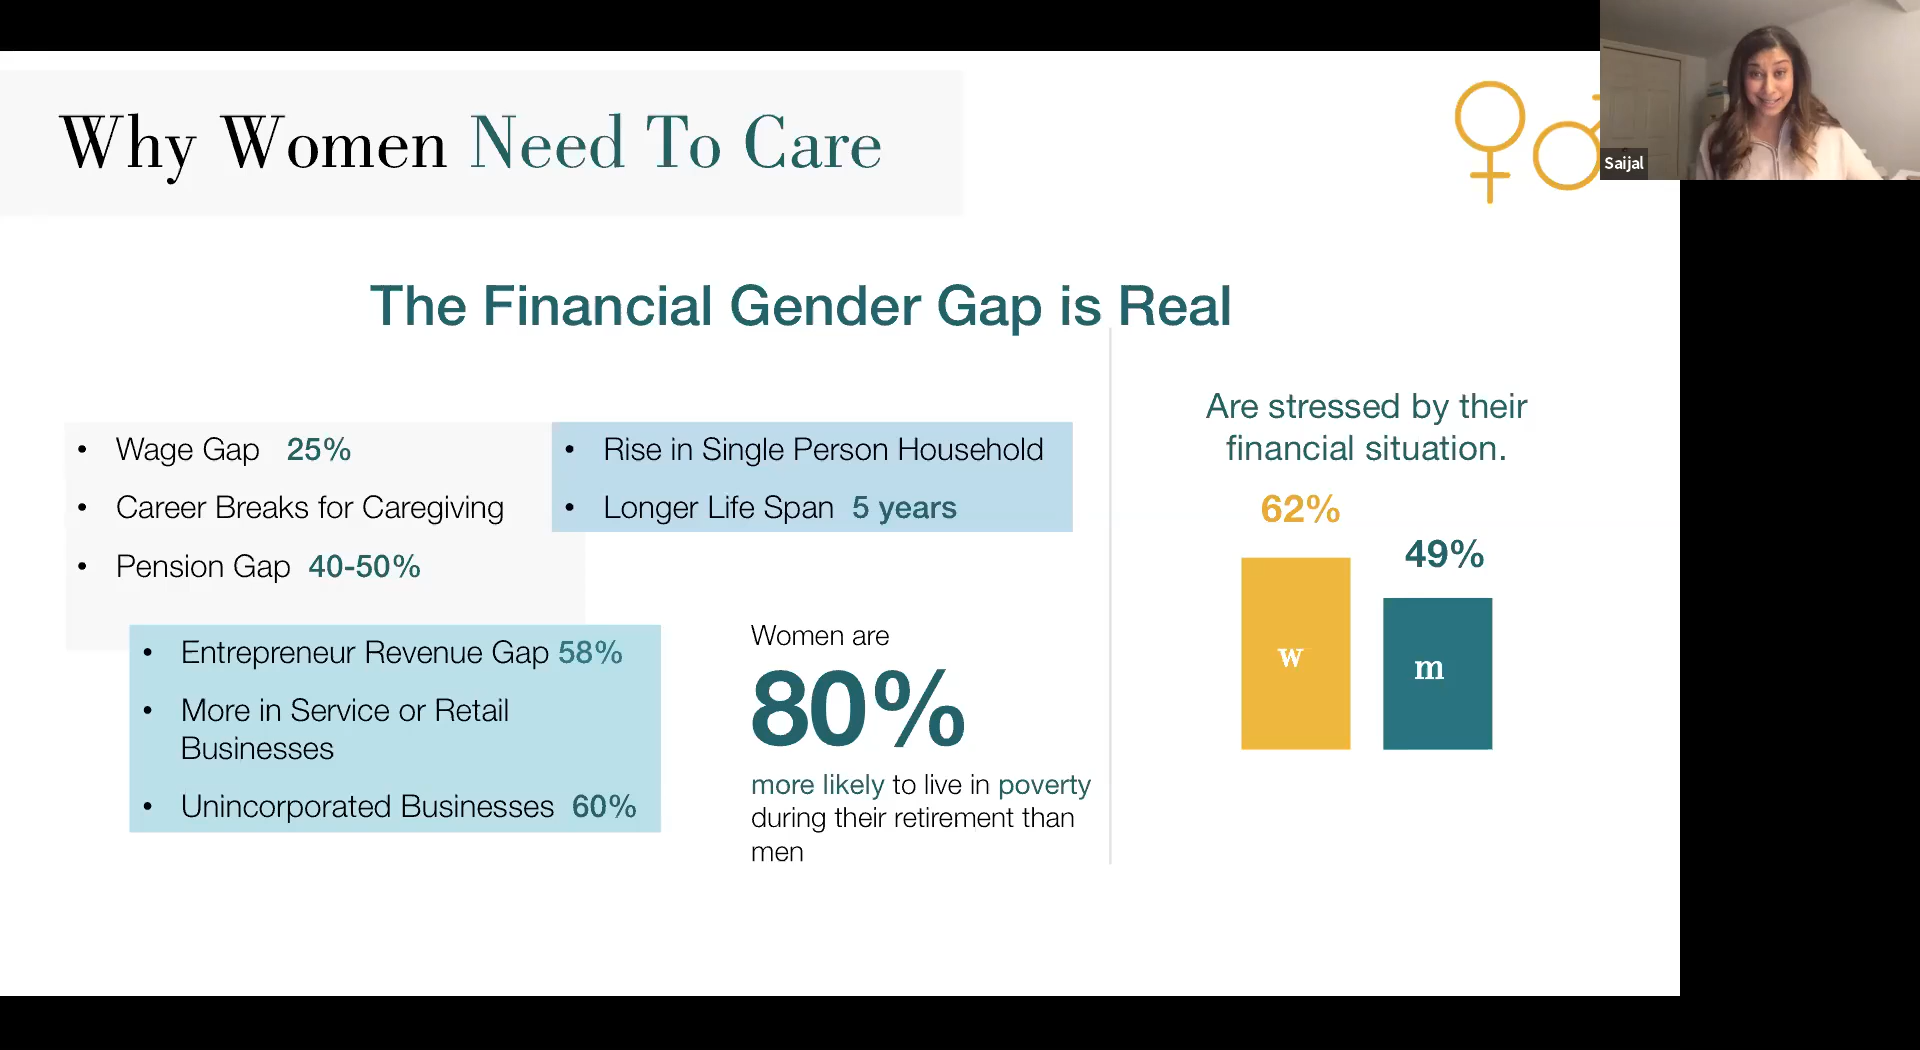 Why Women Need To Care
Saijal
The Financial Gender Gap is Real
• Wage Gap 25%
• Career Breaks for Caregiving
• Pension Gap 40-50%
• Rise in Single Person Household
• Longer Life Span 5 years
• Entrepreneur Revenue Gap 58%
• More in Service or Retail
Businesses
• Unincorporated Businesses 60%
Women are
80%
more likely to live in poverty
during their retirement than
men
Are stressed by their
financial situation.
62%
49%
w
m